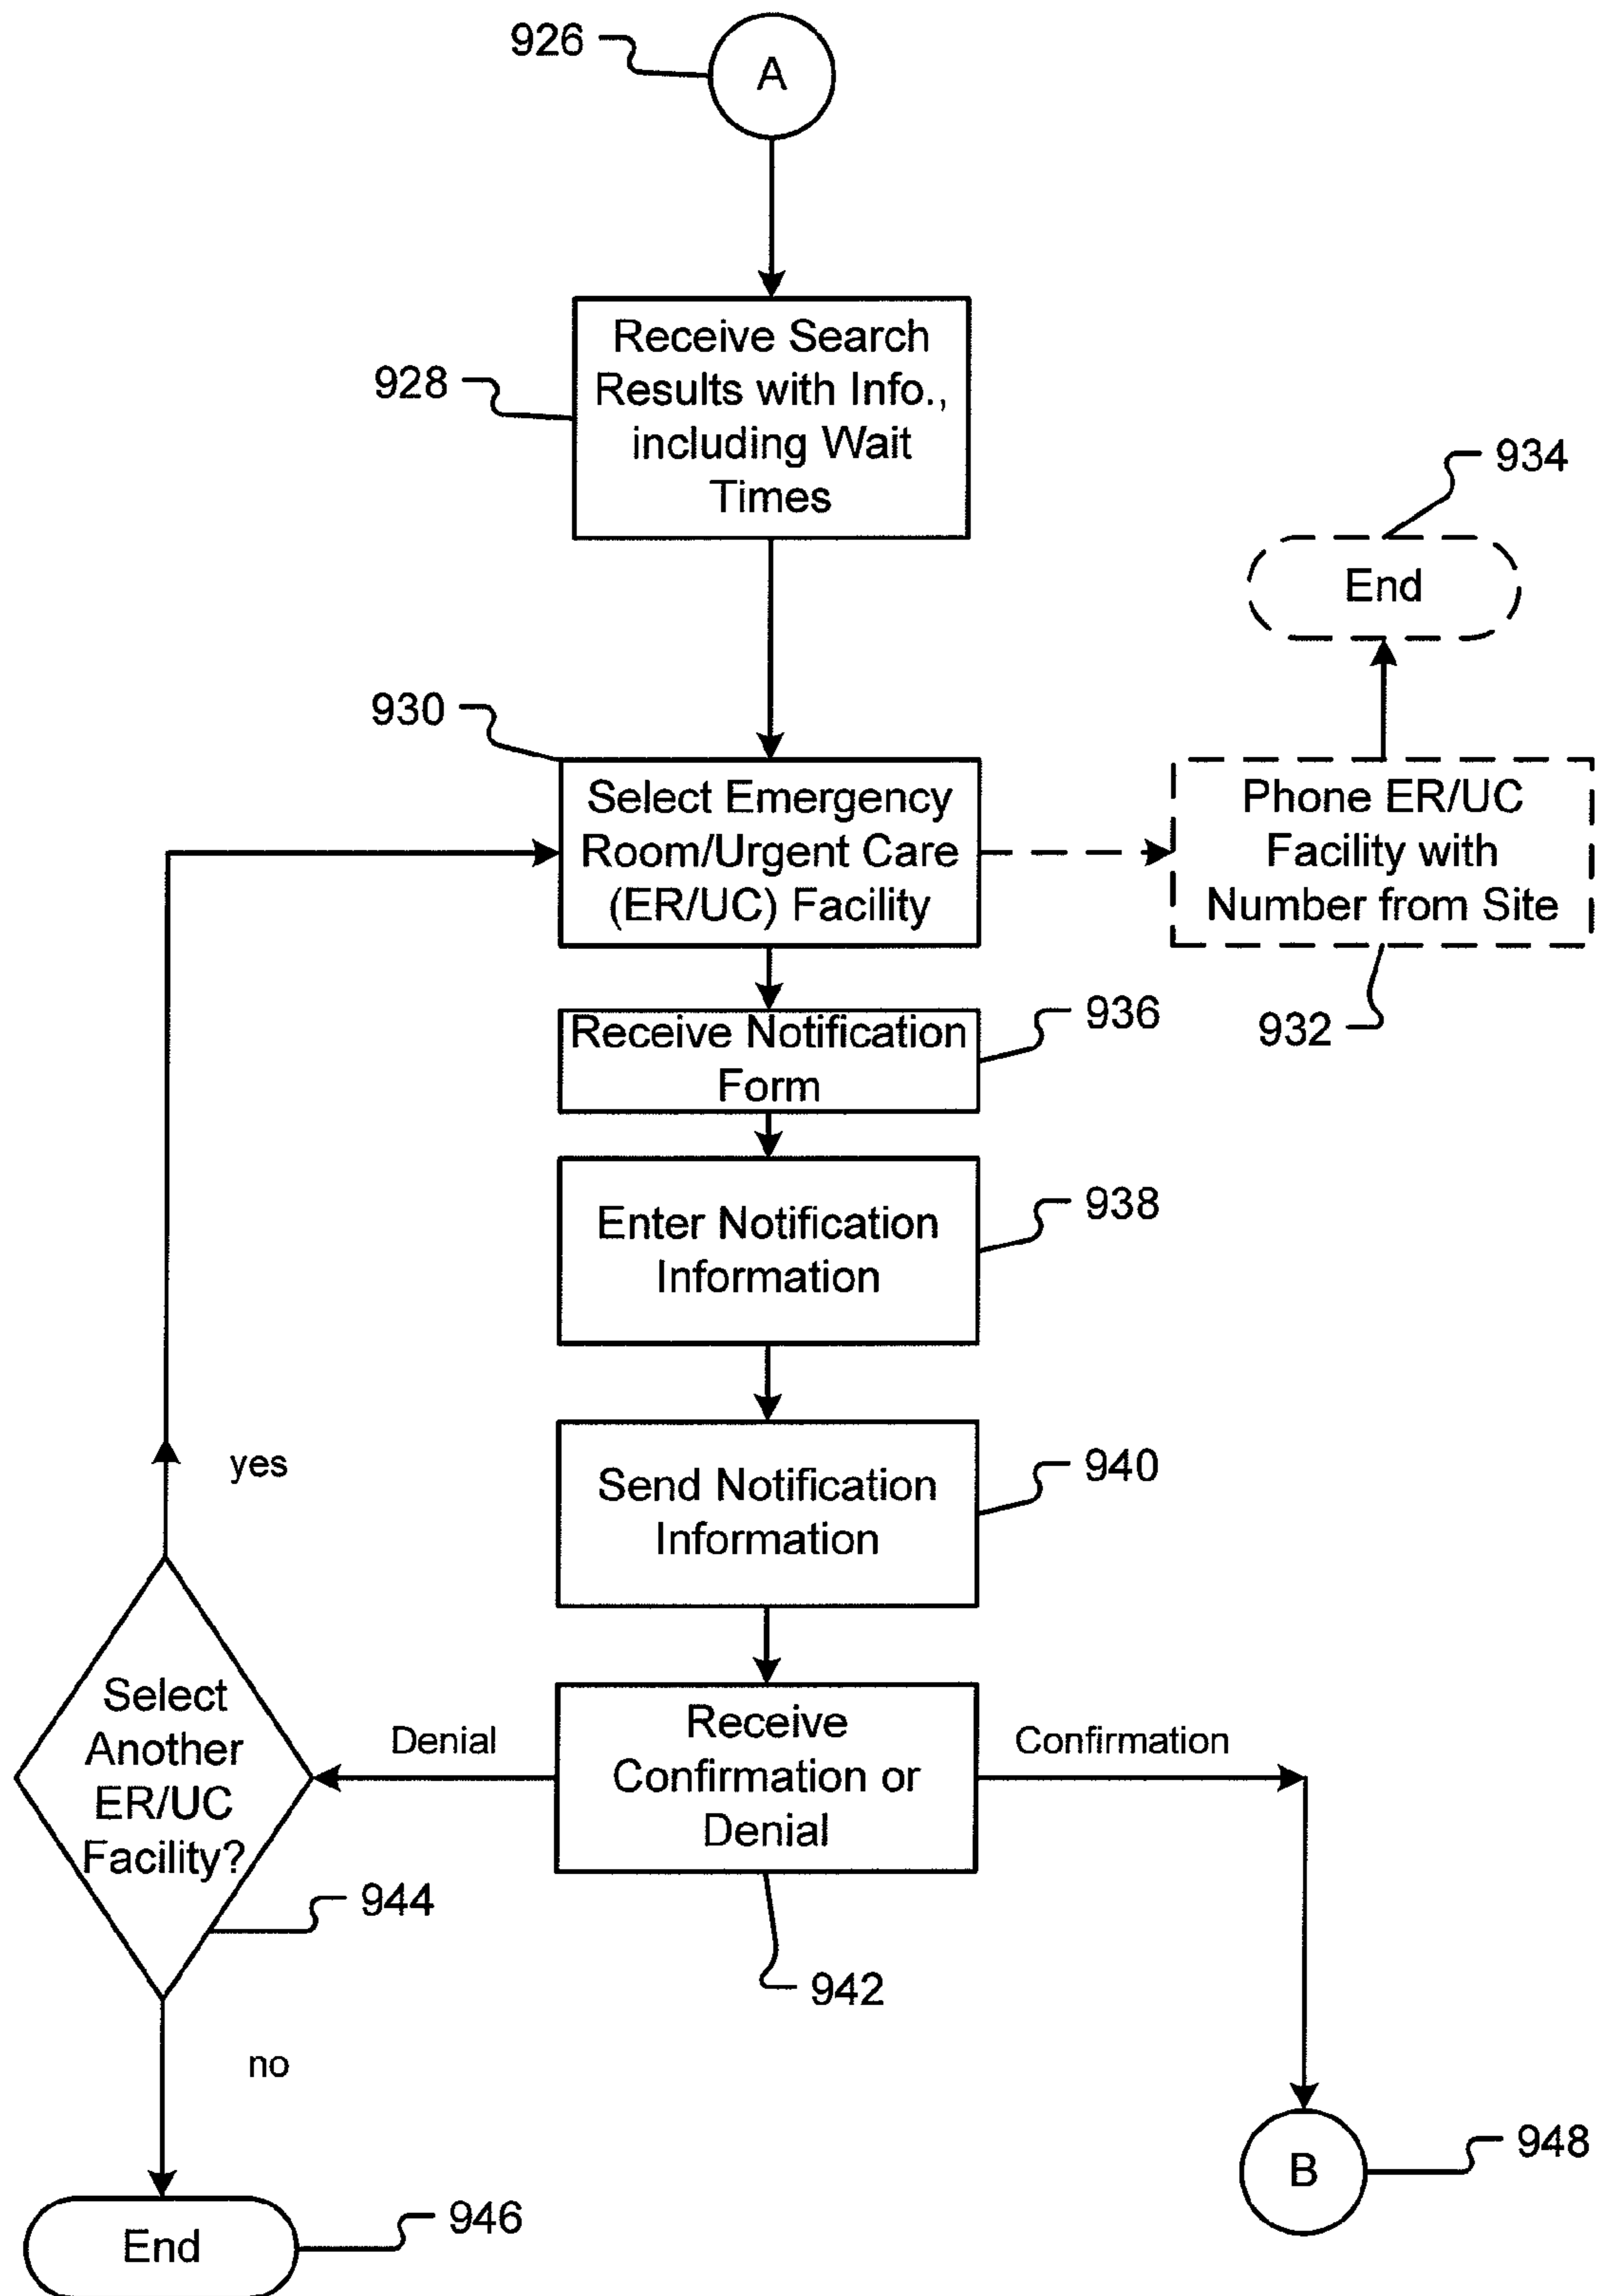 926
A
928
Receive Search
Results with Info.,
including Wait
Times
934
End
930
Select Emergency
Room/Urgent Care
(ER/UC) Facility
Phone ER/UC
Facility with
Number from Site
932
Receive Notification
Form
936
Enter Notification
Information
938
Send Notification
Information
940
yes
Select
Another
ER/UC
Facility?
944
Denial
Receive
Confirmation or
Denial
942
Confirmation
no
End
946
B
948